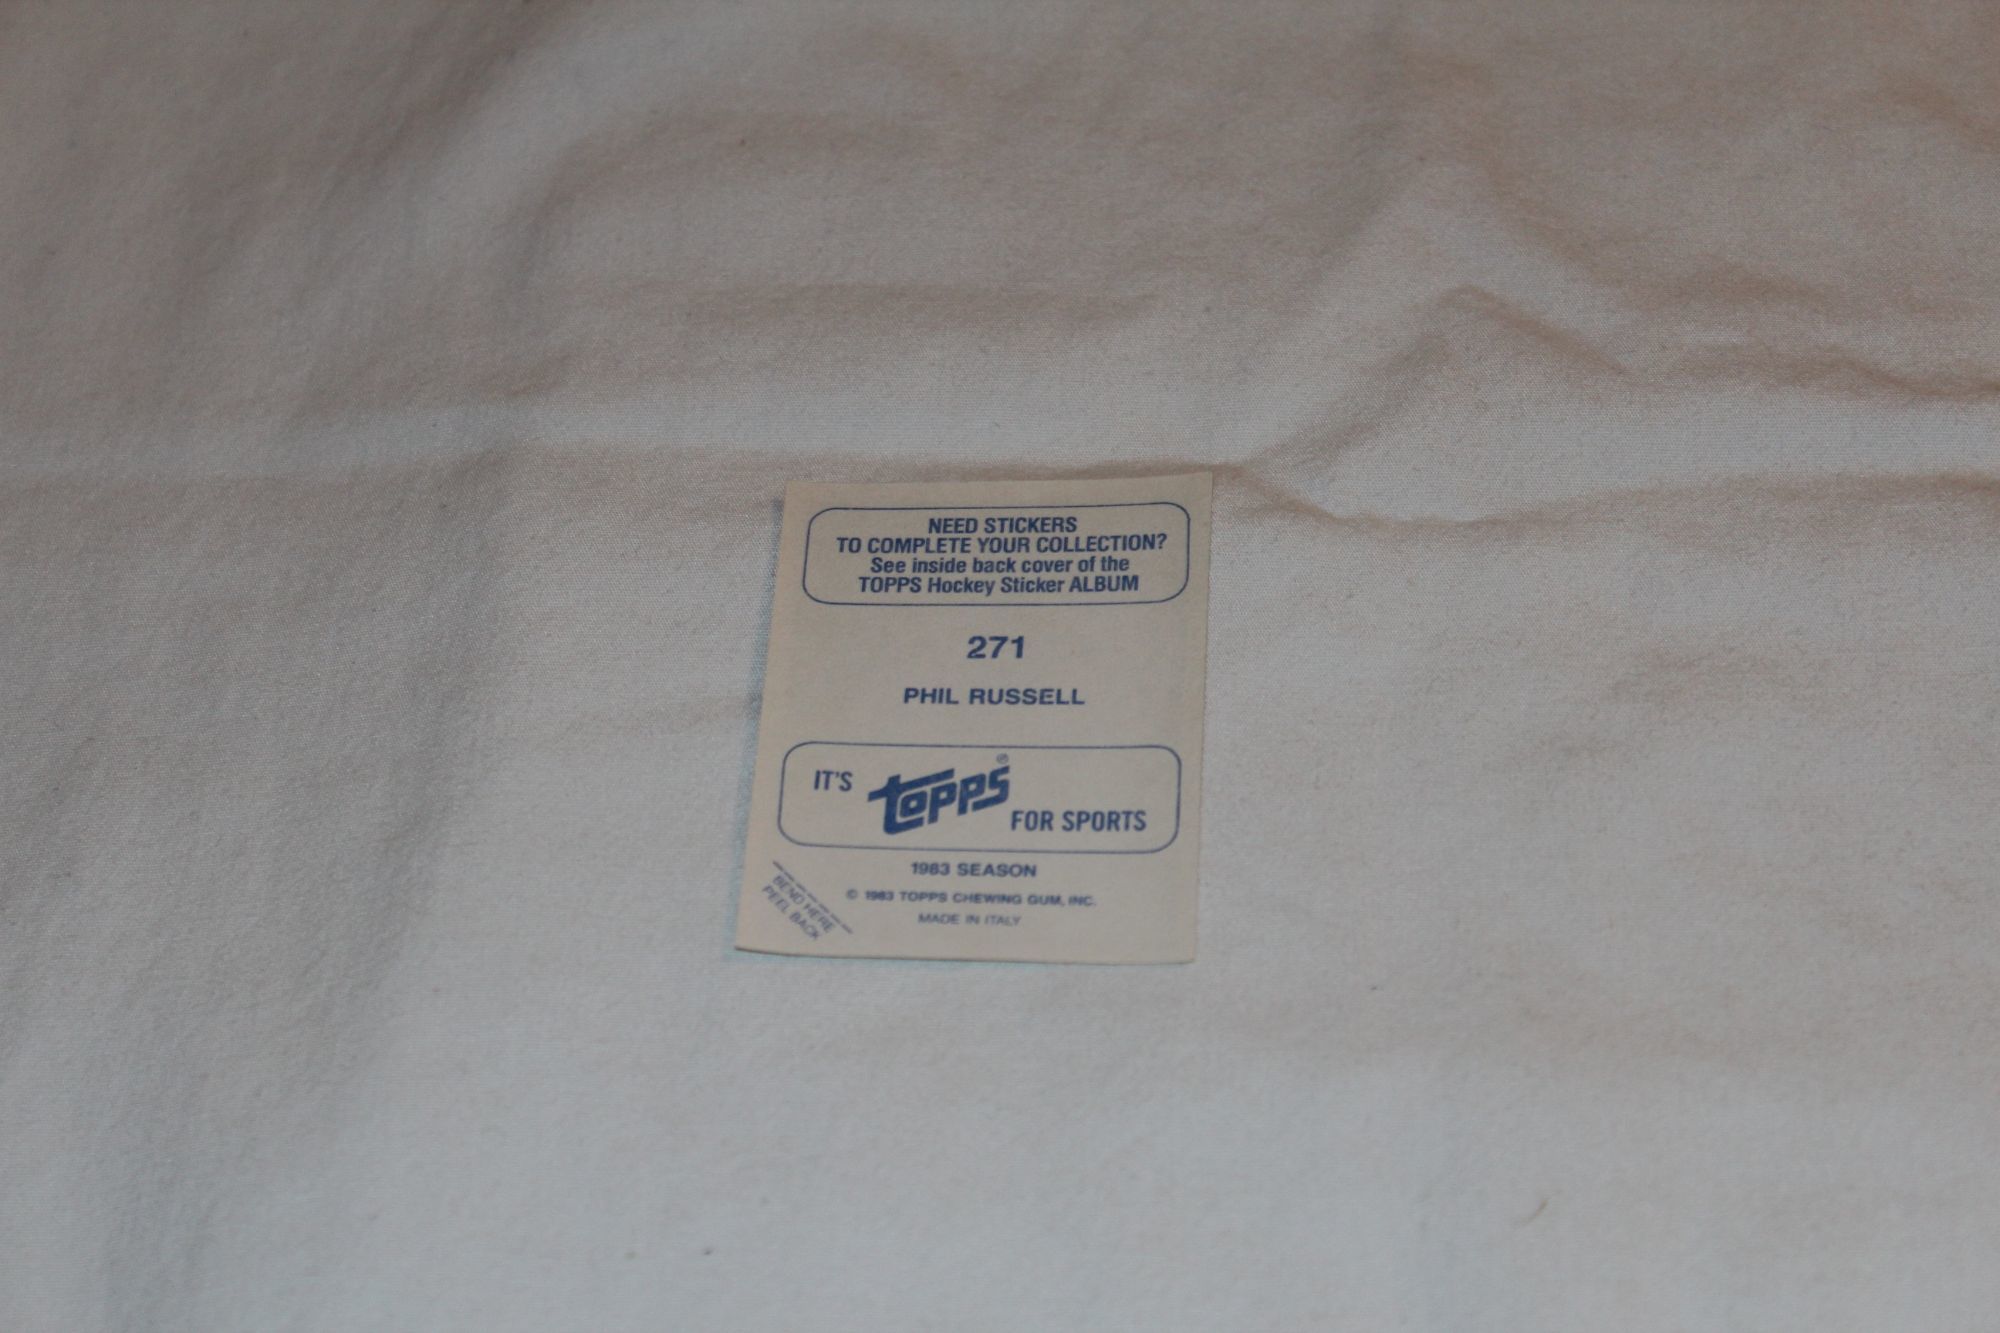 NEED STICKERS
TO COMPLETE YOUR COLLECTION?
See inside back cover of the
TOPPS Hockey Sticker ALBUM
271
PHIL RUSSELL
IT'S topps® FOR SPORTS
1983 SEASON
© 1983 TOPPS CHEWING GUM, INC.
MADE IN ITALY
BEND HERE
PEEL BACK